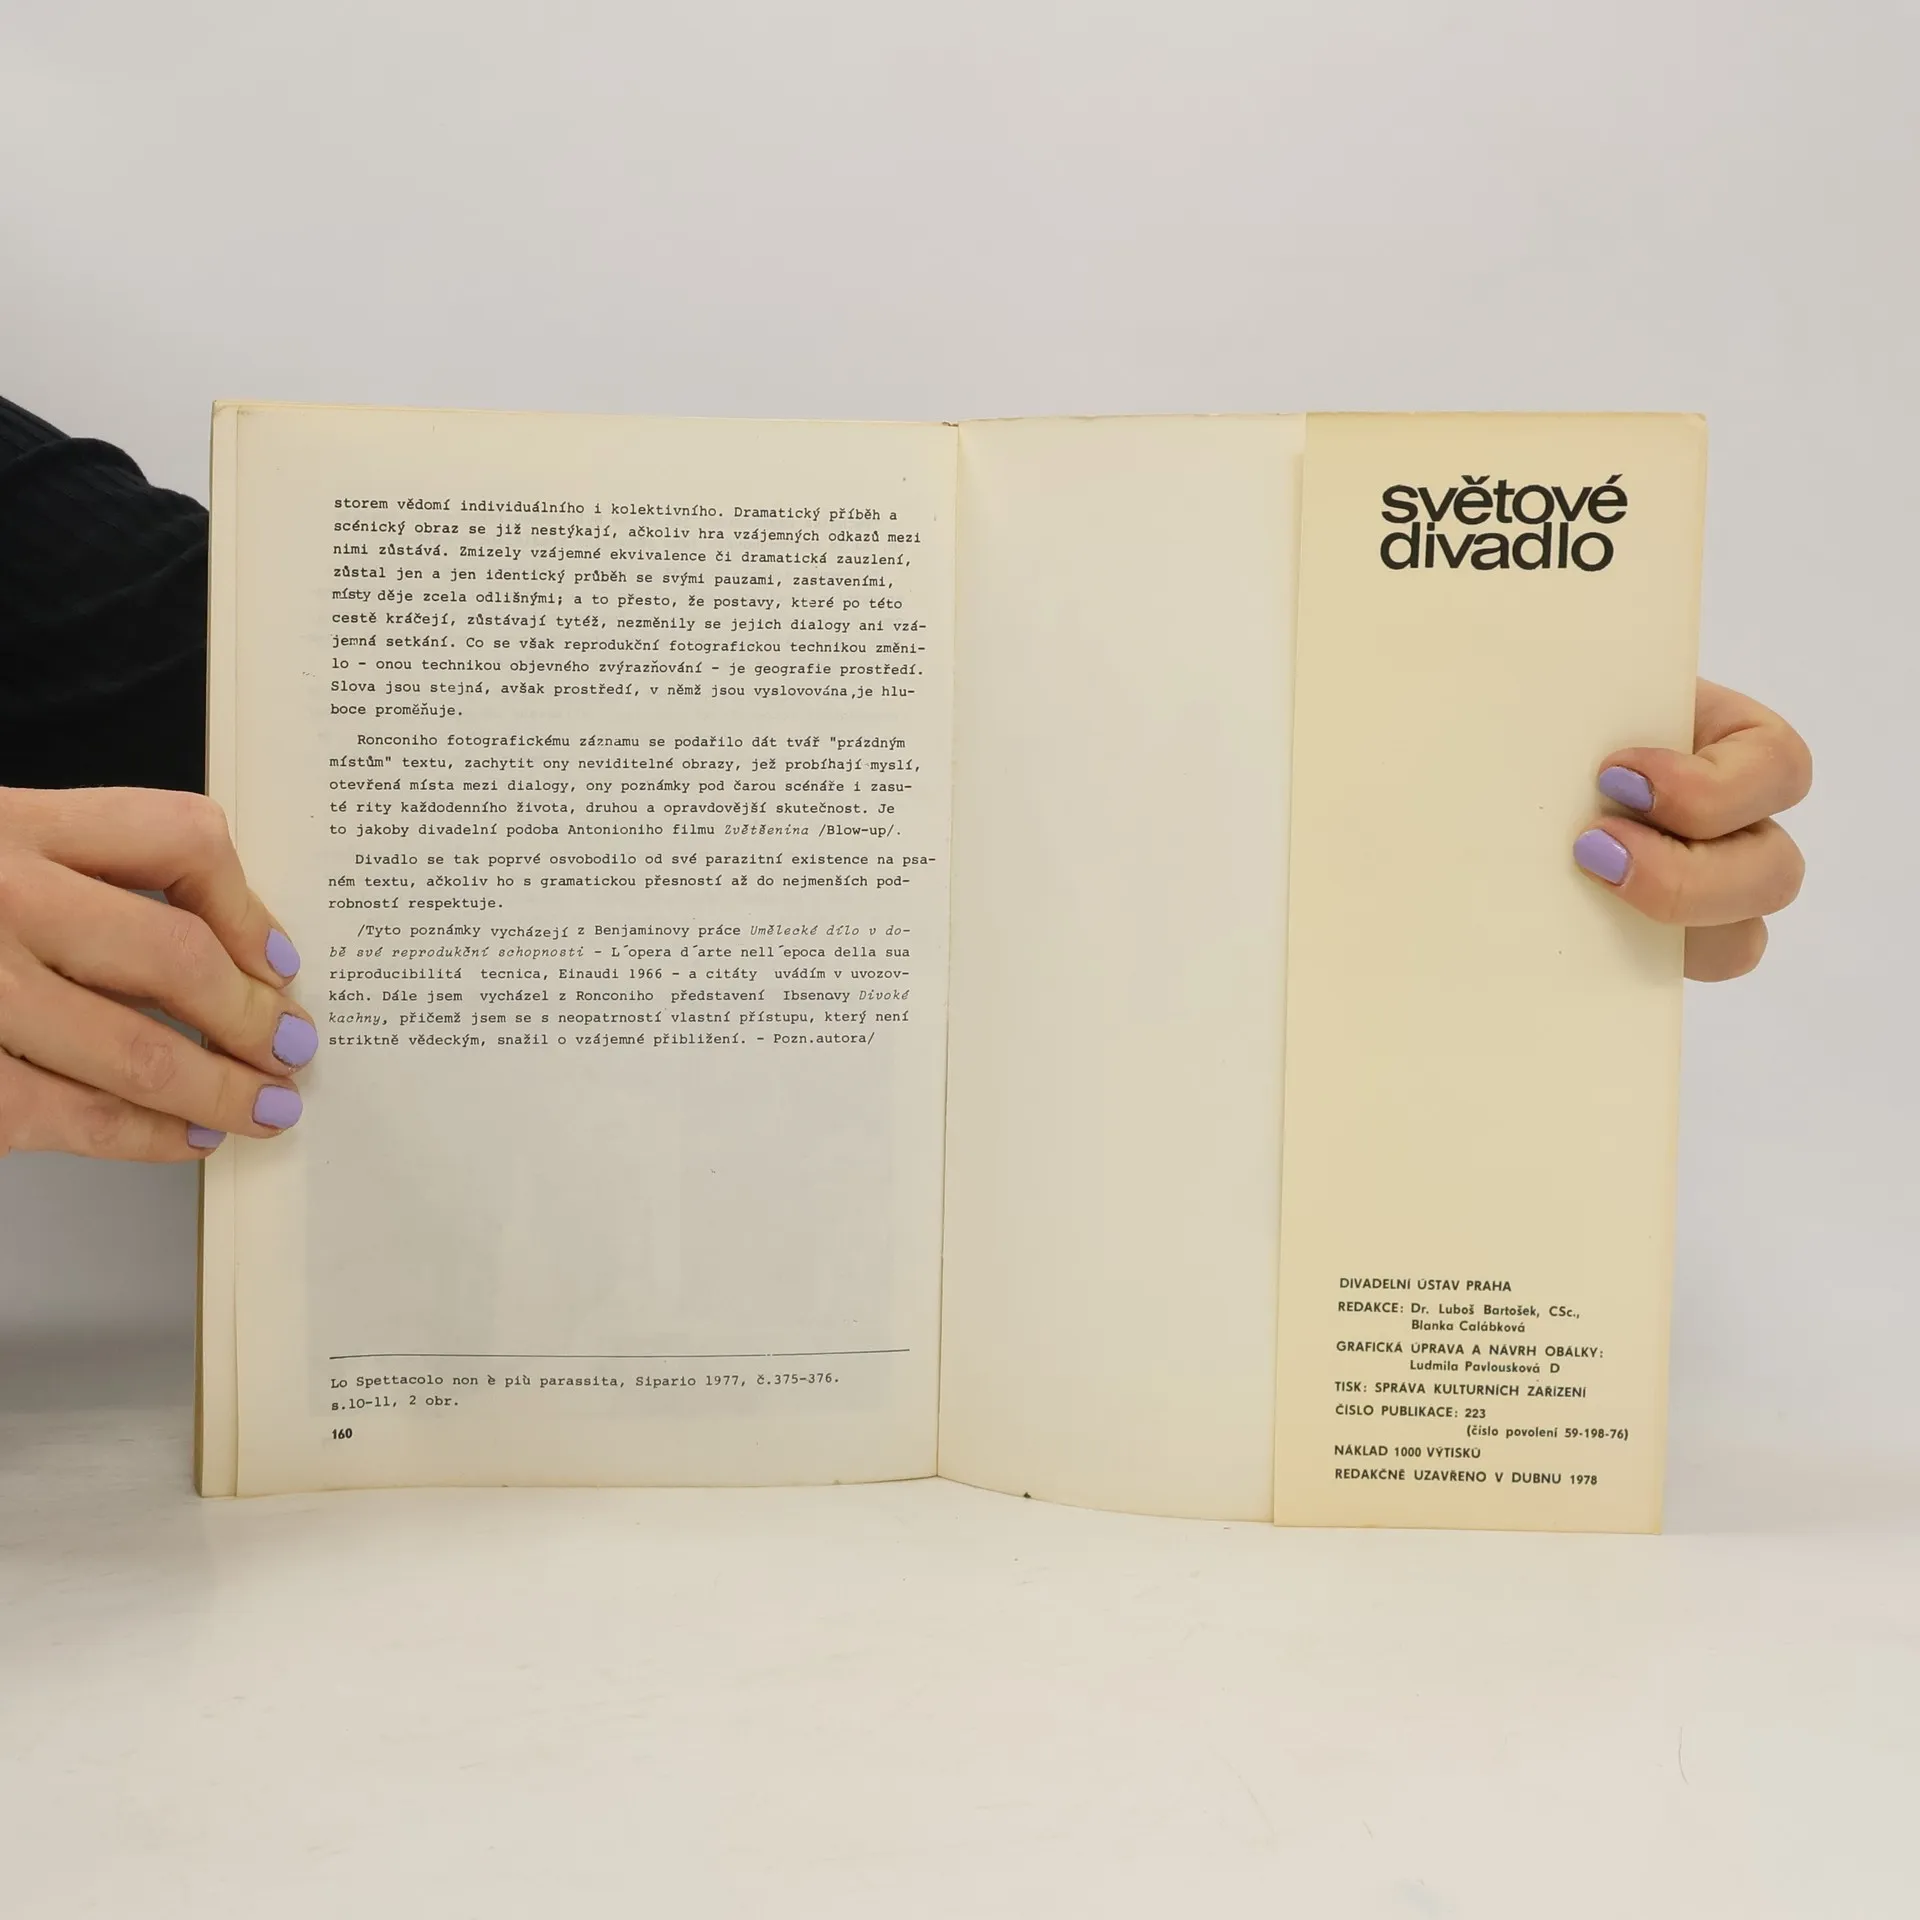 storem vědomí individuálního i kolektivního. Dramatický příběh a
scénický obraz se již nestýkají, ačkoliv hra vzájemných odkazů mezi
nimi zůstává. Zmizely vzájemné ekvivalence či dramatická zauzlení,
zůstal jen a jen identický průběh se svými pauzami, zastaveními,
místy děje zcela odlišnými; a to přesto, že postavy, které po této
cestě kráčejí, zůstávají tytéž, nezměnily se jejich dialogy ani vzá-
jemná setkání. Co se však reprodukční fotografickou technikou změni-
lo - onou technikou objevného zvýrazňování - je geografie prostředí.
Slova jsou stejná, avšak prostředí, v němž jsou vyslovována,je hlu-
boce proměňuje.
Ronconiho fotografickému záznamu se podařilo dát tvář "prázdným
místům" textu, zachytit ony neviditelné obrazy, jež probíhají myslí,
otevřená místa mezi dialogy, ony poznámky pod čarou scénáře i zasu-
té rity každodenního života, druhou a opravdovější skutečnost. Je
to jakoby divadelní podoba Antonioniho filmu Zvětšenina /Blow-up/.
Divadlo se tak poprvé osvobodilo od své parazitní existence na psa-
ném textu, ačkoliv ho s gramatickou přesností až do nejmenších pod-
robností respektuje.
/Tyto poznámky vycházejí z Benjaminovy práce Umělecké dílo v do-
bě své reprodukční schopnosti - L´opera d´arte nell´epoca della sua
riproducibilitá tecnica, Einaudi 1966 - a citáty uvádím v uvozov-
kách. Dále jsem vycházel z Ronconiho představení Ibsenovy Divoké
kachny, přičemž jsem se s neopatrností vlastní přístupu, který není
striktně vědeckým, snažil o vzájemné přiblížení. - Pozn.autora/
Lo Spettacolo non è più parassita, Sipario 1977, č.375-376.
s.10-11, 2 obr.
160
světové
divadlo
DIVADELNÍ ÚSTAV PRAHA
REDAKCE: Dr. Luboš Bartošek, CSc.,
Blanka Calábková
GRAFICKÁ ÚPRAVA A NÁVRH OBÁLKY:
Ludmila Pavlousková D
TISK: SPRÁVA KULTURNÍCH ZAŘÍZENÍ
ČÍSLO PUBLIKACE: 223
(číslo povolení 59-198-76)
NÁKLAD 1000 VÝTISKŮ
REDAKČNĚ UZAVŘENO V DUBNU 1978